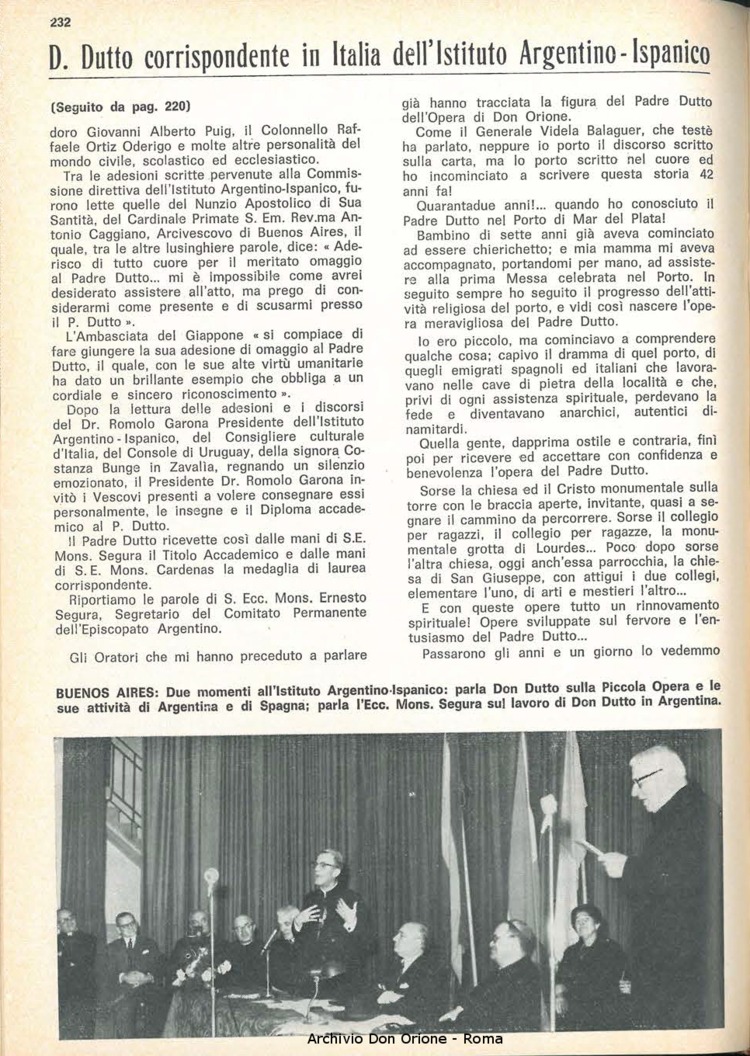 232
D. Dutto corrispondente in Italia dell'Istituto Argentino-Ispanico
(Seguito da pag. 220)
doro Giovanni Alberto Puig, il Colonnello Raf-
faele Ortiz Oderigo e molte altre personalità del
mondo civile, scolastico ed ecclesiastico.
Tra le adesioni scritte pervenute alla Commis-
sione direttiva dell'Istituto Argentino-Ispanico, fu-
rono lette quelle del Nunzio Apostolico di Sua
Santità, del Cardinale Primate S. Em. Rev.ma An-
tonio Caggiano, Arcivescovo di Buenos Aires, il
quale, tra le altre lusinghiere parole, dice: « Ade-
risco di tutto cuore per il meritato omaggio
al Padre Dutto... mi è impossibile come avrei
desiderato assistere all'atto, ma prego di con-
siderarmi come presente e di scusarmi presso
il P. Dutto ».
L'Ambasciata del Giappone « si compiace di
fare giungere la sua adesione di omaggio al Padre
Dutto, il quale, con le sue alte virtù umanitarie
ha dato un brillante esempio che obbliga a un
cordiale e sincero riconoscimento ».
Dopo la lettura delle adesioni e i discorsi
del Dr. Romolo Garona Presidente dell'Istituto
Argentino-Ispanico, del Consigliere culturale
d'Italia, del Console di Uruguay, della signora Co-
stanza Bunge in Zavalìa, regnando un silenzio
emozionato, il Presidente Dr. Romolo Garona in-
vitò i Vescovi presenti a volere consegnare essi
personalmente, le insegne e il Diploma accade-
mico al P. Dutto.
Il Padre Dutto ricevette così dalle mani di S.E.
Mons. Segura il Titolo Accademico e dalle mani
di S. E. Mons. Cardenas la medaglia di laurea
corrispondente.
Riportiamo le parole di S. Ecc. Mons. Ernesto
Segura, Segretario del Comitato Permanente
dell'Episcopato Argentino.
Gli Oratori che mi hanno preceduto a parlare
già hanno tracciata la figura del Padre Dutto
dell'Opera di Don Orione.
Come il Generale Videla Balaguer, che testè
ha parlato, neppure io porto il discorso scritto
sulla carta, ma lo porto scritto nel cuore ed
ho incominciato a scrivere questa storia 42
anni fa!
Quarantadue anni!... quando ho conosciuto il
Padre Dutto nel Porto di Mar del Plata!
Bambino di sette anni già aveva cominciato
ad essere chierichetto; e mia mamma mi aveva
accompagnato, portandomi per mano, ad assiste-
re alla prima Messa celebrata nel Porto. In
seguito sempre ho seguito il progresso dell'atti-
vità religiosa del porto, e vidi così nascere l'ope-
ra meravigliosa del Padre Dutto.
Io ero piccolo, ma cominciavo a comprendere
qualche cosa; capivo il dramma di quel porto, di
quegli emigrati spagnoli ed italiani che lavora-
vano nelle cave di pietra della località e che,
privi di ogni assistenza spirituale, perdevano la
fede e diventavano anarchici, autentici di-
namitardi.
Quella gente, dapprima ostile e contraria, finì
poi per ricevere ed accettare con confidenza e
benevolenza l'opera del Padre Dutto.
Sorse la chiesa ed il Cristo monumentale sulla
torre con le braccia aperte, invitante, quasi a se-
gnare il cammino da percorrere. Sorse il collegio
per ragazzi, il collegio per ragazze, la monu-
mentale grotta di Lourdes... Poco dopo sorse
l'altra chiesa, oggi anch'essa parrocchia, la chie-
sa di San Giuseppe, con attigui i due collegi,
elementare l'uno, di arti e mestieri l'altro...
E con queste opere tutto un rinnovamento
spirituale! Opere sviluppate sul fervore e l'en-
tusiasmo del Padre Dutto...
Passarono gli anni e un giorno lo vedemmo
BUENOS AIRES: Due momenti all'Istituto Argentino-Ispanico: parla Don Dutto sulla Piccola Opera e le
sue attività di Argentina e di Spagna; parla l'Ecc. Mons. Segura sul lavoro di Don Dutto in Argentina.
Archivio Don Orione - Roma